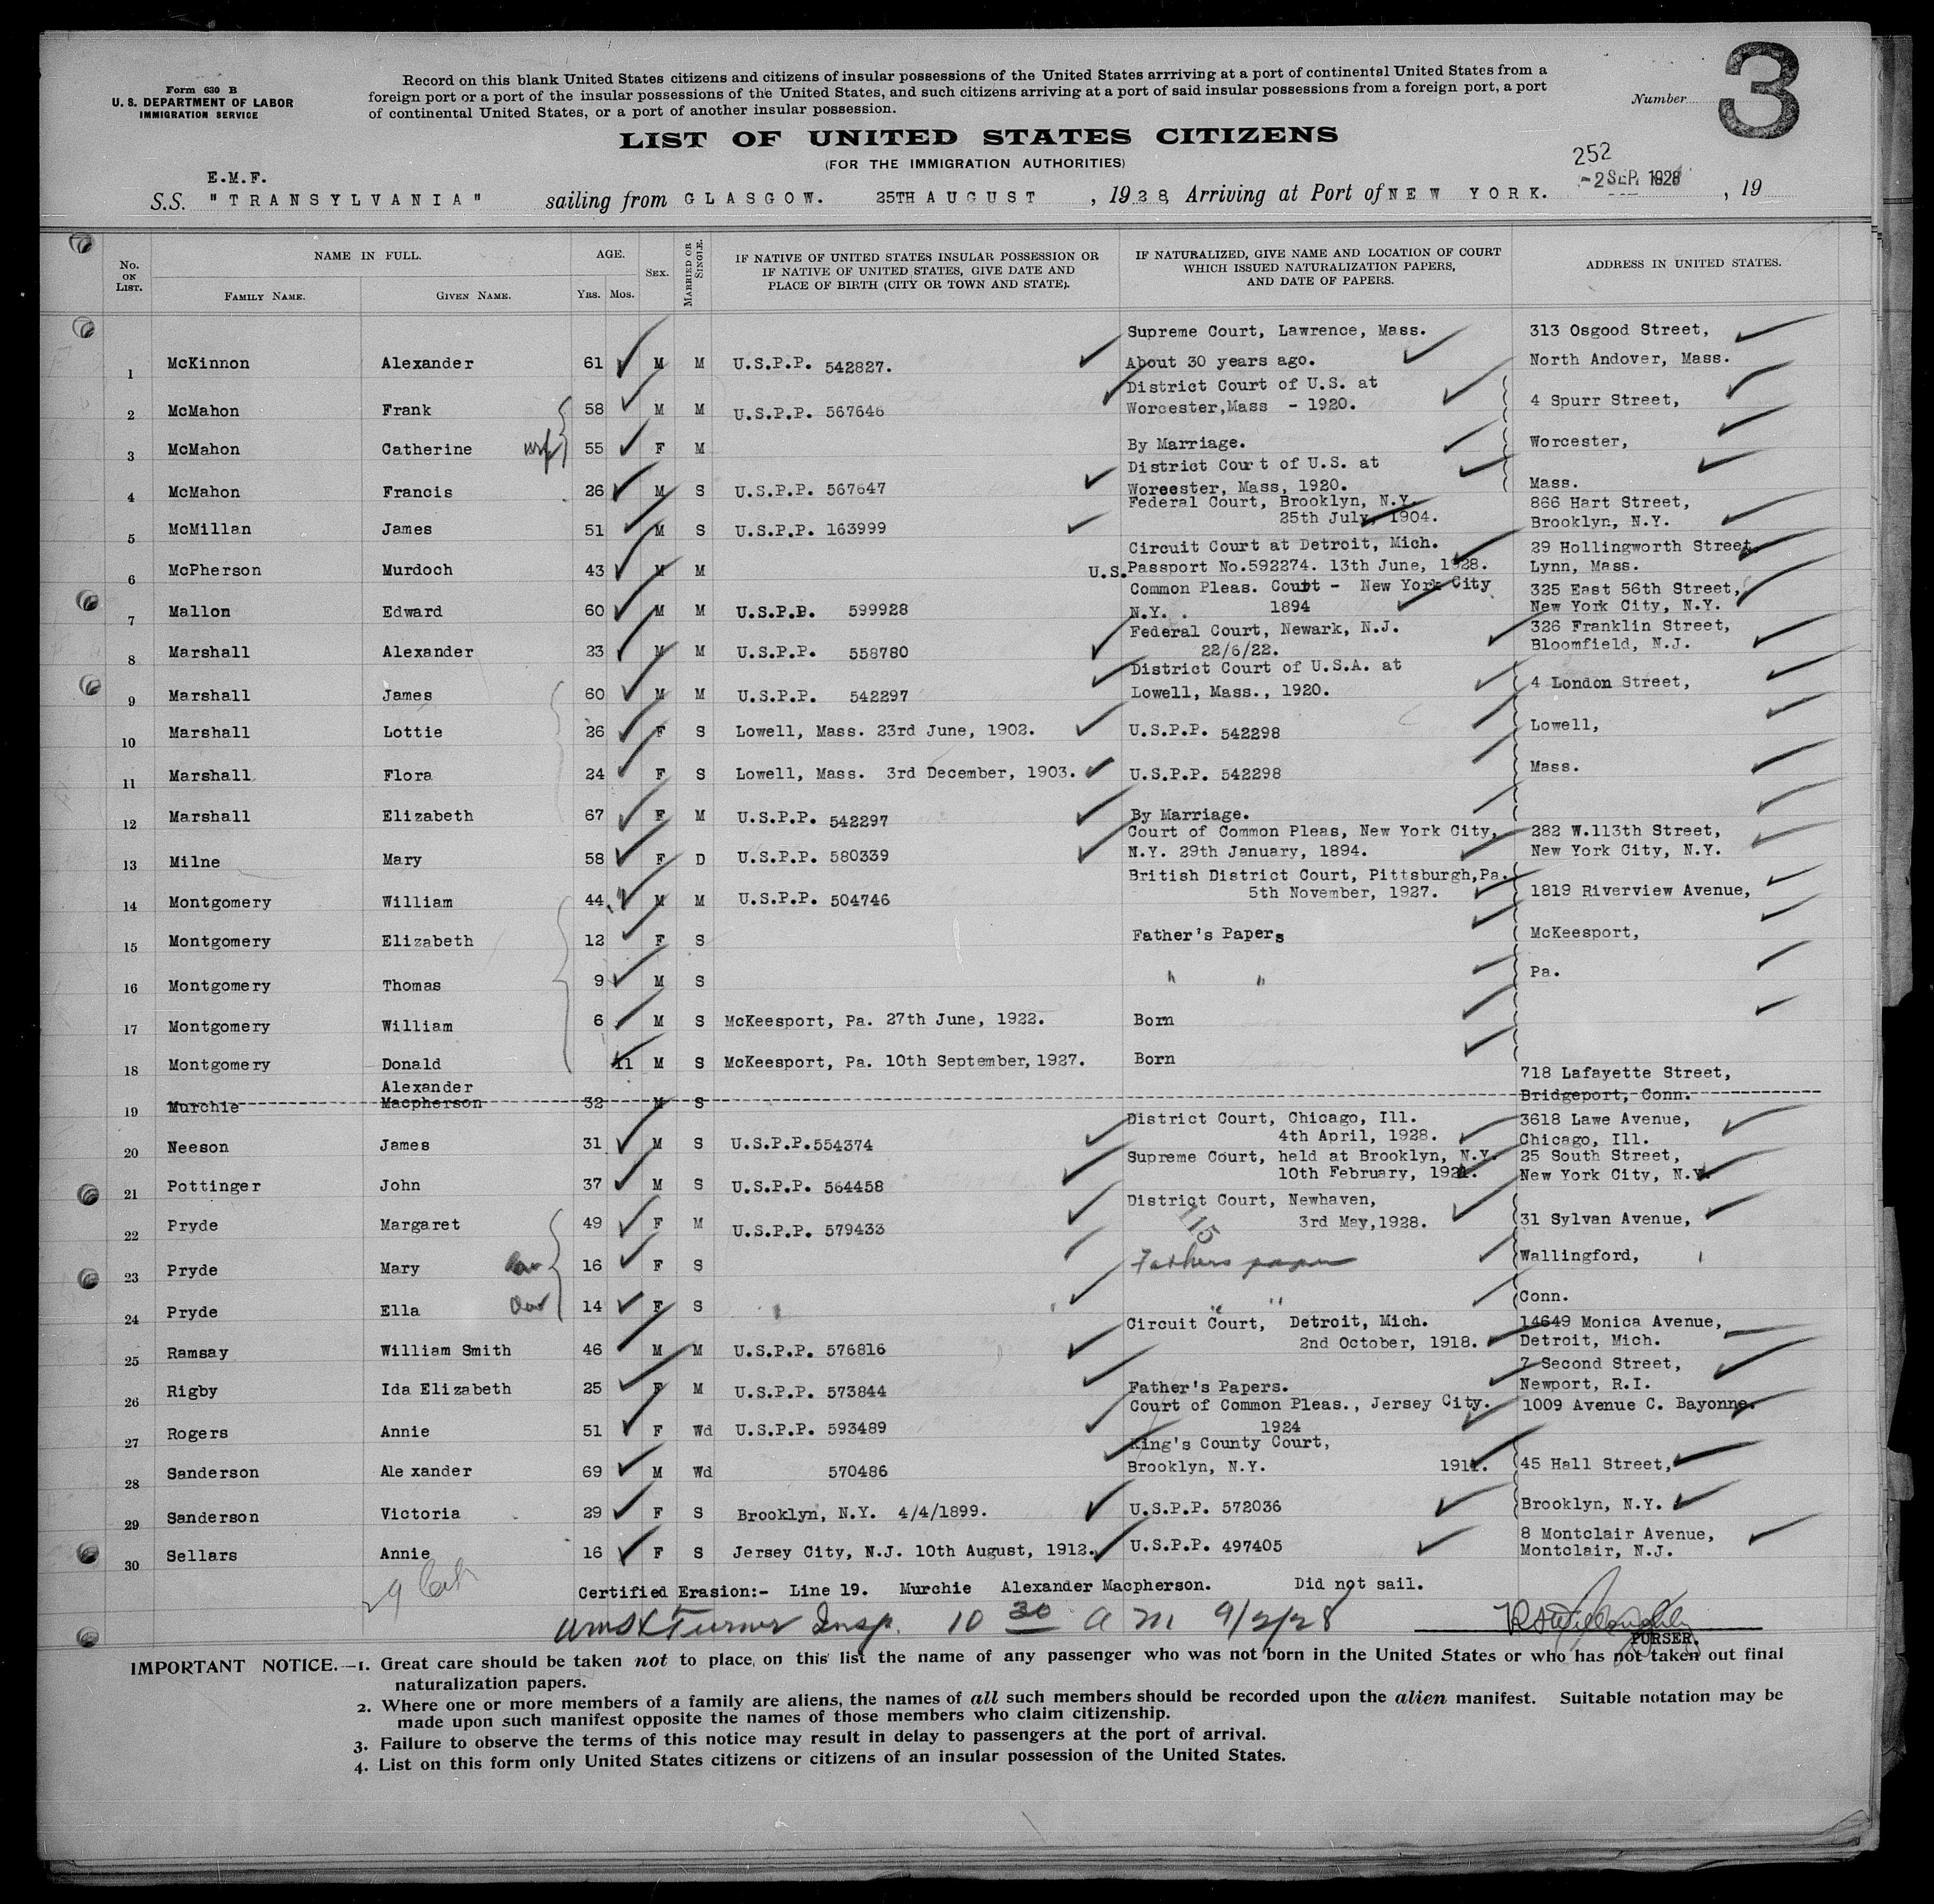 Form 630 B
U. S. DEPARTMENT OF LABOR
IMMIGRATION SERVICE
Record on this blank United States citizens and citizens of insular possessions of the United States arrriving at a port of continental United States from a
foreign port or a port of the insular possessions of the United States, and such citizens arriving at a port of said insular possessions from a foreign port, a port
of continental United States, or a port of another insular possession.
Number 3
LIST OF UNITED STATES CITIZENS
(FOR THE IMMIGRATION AUTHORITIES)
252
E.M.F.
S.S. "TRANSYLVANIA" sailing from GLASGOW. 25TH AUGUST, 1928, Arriving at Port of NEW YORK. -2 SEP. 1928, 19
No. ON LIST. NAME IN FULL. AGE. SEX. MARRIED OR SINGLE. IF NATIVE OF UNITED STATES INSULAR POSSESSION OR IF NATIVE OF UNITED STATES, GIVE DATE AND PLACE OF BIRTH (CITY OR TOWN AND STATE). IF NATURALIZED, GIVE NAME AND LOCATION OF COURT WHICH ISSUED NATURALIZATION PAPERS, AND DATE OF PAPERS. ADDRESS IN UNITED STATES.
FAMILY NAME. GIVEN NAME. YRS. MOS.
Supreme Court, Lawrence, Mass. 313 Osgood Street,
1 McKinnon Alexander 61 M M U.S.P.P. 542827. About 30 years ago. North Andover, Mass.
District Court of U.S. at
2 McMahon Frank 58 M M U.S.P.P. 567646 Worcester,Mass - 1920. 4 Spurr Street,
3 McMahon Catherine wf 55 F M By Marriage. Worcester,
District Court of U.S. at
4 McMahon Francis 26 M S U.S.P.P. 567647 Worcester, Mass, 1920. Mass.
Federal Court, Brooklyn, N.Y. 866 Hart Street,
5 McMillan James 51 M S U.S.P.P. 163999 25th July, 1904. Brooklyn, N.Y.
Circuit Court at Detroit, Mich. 29 Hollingworth Street,
6 McPherson Murdoch 43 M M U.S.Passport No.592274. 13th June, 1928. Lynn, Mass.
Common Pleas. Court - New York City 325 East 56th Street,
7 Mallon Edward 60 M M U.S.P.P. 599928 N.Y. . 1894 New York City, N.Y.
Federal Court, Newark, N.J. 326 Franklin Street,
8 Marshall Alexander 23 M M U.S.P.P. 558780 22/6/22. Bloomfield, N.J.
District Court of U.S.A. at
9 Marshall James 60 M M U.S.P.P. 542297 Lowell, Mass., 1920. 4 London Street,
10 Marshall Lottie 26 F S Lowell, Mass. 23rd June, 1902. U.S.P.P. 542298 Lowell,
11 Marshall Flora 24 F S Lowell, Mass. 3rd December, 1903. U.S.P.P. 542298 Mass.
12 Marshall Elizabeth 67 F M U.S.P.P. 542297 By Marriage.
Court of Common Pleas, New York City, 282 W.113th Street,
13 Milne Mary 58 F D U.S.P.P. 580339 N.Y. 29th January, 1894. New York City, N.Y.
British District Court, Pittsburgh,Pa.
14 Montgomery William 44 M M U.S.P.P. 504746 5th November, 1927. 1819 Riverview Avenue,
15 Montgomery Elizabeth 12 F S Father's Papers McKeesport,
16 Montgomery Thomas 9 M S " " Pa.
17 Montgomery William 6 M S McKeesport, Pa. 27th June, 1922. Born
18 Montgomery Donald 11 M S McKeesport, Pa. 10th September,1927. Born
Alexander 718 Lafayette Street,
19 Murchie Macpherson 32 M S Bridgeport, Conn.
District Court, Chicago, Ill. 3618 Lawe Avenue,
20 Neeson James 31 M S U.S.P.P.554374 4th April, 1928. Chicago, Ill.
Supreme Court, held at Brooklyn, N.Y. 25 South Street,
21 Pottinger John 37 M S U.S.P.P. 564458 10th February, 1921. New York City, N.Y.
District Court, Newhaven,
22 Pryde Margaret 49 F M U.S.P.P. 579433 115 3rd May,1928. 31 Sylvan Avenue,
23 Pryde Mary 16 F S Fathers paper Wallingford,
24 Pryde Ella 14 F S " " Conn.
Circuit Court, Detroit, Mich. 14649 Monica Avenue,
25 Ramsay William Smith 46 M M U.S.P.P. 576816 2nd October, 1918. Detroit, Mich.
7 Second Street,
26 Rigby Ida Elizabeth 25 F M U.S.P.P. 573844 Father's Papers. Newport, R.I.
Court of Common Pleas., Jersey City. 1009 Avenue C. Bayonne.
27 Rogers Annie 51 F Wd U.S.P.P. 593489 1924
King's County Court,
28 Sanderson Ale xander 69 M Wd 570486 Brooklyn, N.Y. 1911. 45 Hall Street,
29 Sanderson Victoria 29 F S Brooklyn, N.Y. 4/4/1899. U.S.P.P. 572036 Brooklyn, N.Y.
8 Montclair Avenue,
30 Sellars Annie 16 F S Jersey City, N.J. 10th August, 1912. U.S.P.P. 497405 Montclair, N.J.
Certified Erasion:- Line 19. Murchie Alexander Macpherson. Did not sail.
Turner Insp. 10 30 a m 9/2/28
PURSER.
IMPORTANT NOTICE.—1. Great care should be taken not to place on this list the name of any passenger who was not born in the United States or who has not taken out final
naturalization papers.
2. Where one or more members of a family are aliens, the names of all such members should be recorded upon the alien manifest. Suitable notation may be
made upon such manifest opposite the names of those members who claim citizenship.
3. Failure to observe the terms of this notice may result in delay to passengers at the port of arrival.
4. List on this form only United States citizens or citizens of an insular possession of the United States.